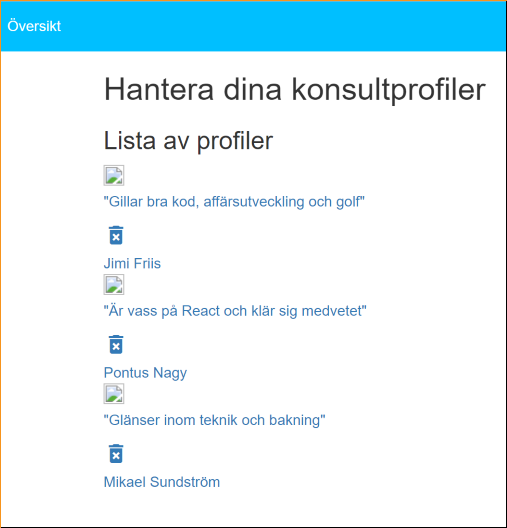 Översikt
Hantera dina konsultprofiler
Lista av profiler
"Gillar bra kod, affärsutveckling och golf"
Jimi Friis
"Är vass på React och klär sig medvetet"
Pontus Nagy
"Glänser inom teknik och bakning"
Mikael Sundström